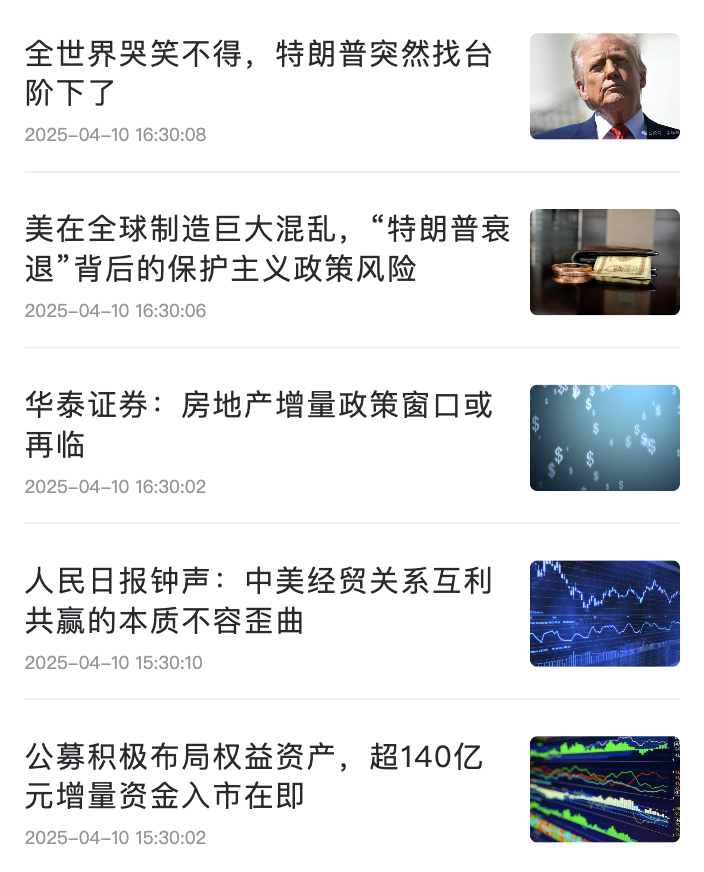 全世界哭笑不得，特朗普突然找台
阶下了
2025-04-10 16:30:08
美在全球制造巨大混乱，“特朗普衰
退”背后的保护主义政策风险
2025-04-10 16:30:06
华泰证券：房地产增量政策窗口或
再临
2025-04-10 16:30:02
人民日报钟声：中美经贸关系互利
共赢的本质不容歪曲
2025-04-10 15:30:10
公募积极布局权益资产，超140亿
元增量资金入市在即
2025-04-10 15:30:02